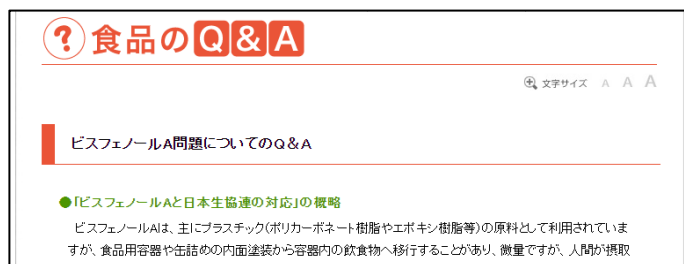 ? 食品のQ&A
文字サイズ A A A
ビスフェノールA問題についてのQ&A
●「ビスフェノールAと日本生協連の対応」の概略
ビスフェノールAは、主にプラスチック(ポリカーボネート樹脂やエポキシ樹脂等)の原料として利用されていま
すが、食品用容器や缶詰めの内面塗装から容器内の飲食物へ移行することがあり、微量ですが、人間が摂取